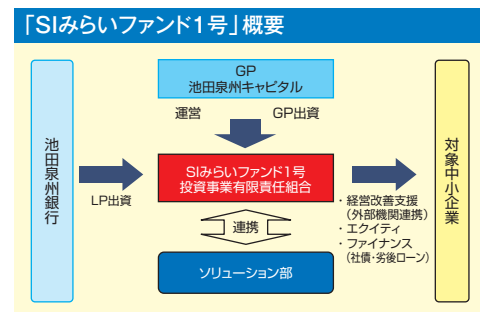 「SIみらいファンド1号」概要
GP
池田泉州キャピタル
運営
GP出資
池田泉州銀行
LP出資
SIみらいファンド1号
投資事業有限責任組合
対象中小企業
・経営改善支援
（外部機関連携）
・エクイティ
・ファイナンス
（社債・劣後ローン）
連携
ソリューション部